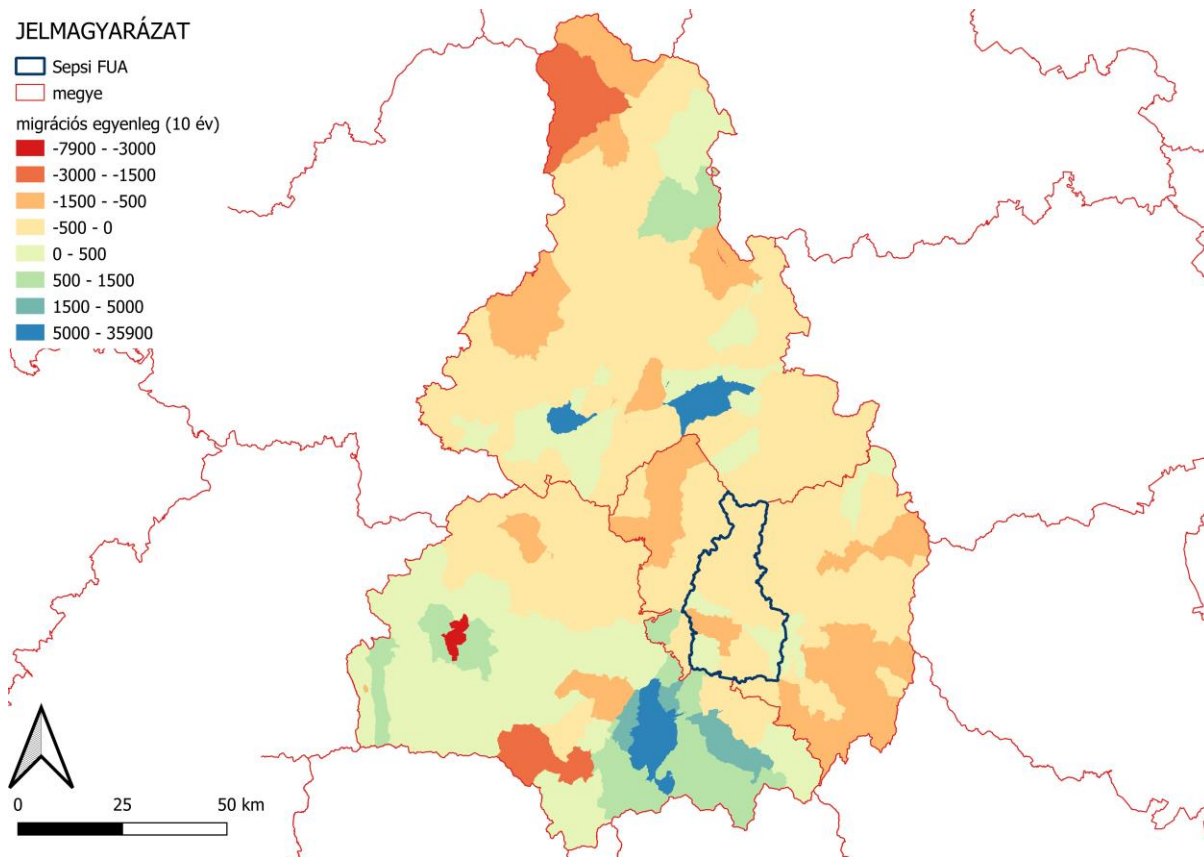 JELMAGYARÁZAT
Sepsi FUA
megye
migrációs egyenleg (10 év)
-7900 - -3000
-3000 - -1500
-1500 - -500
-500 - 0
0 - 500
500 - 1500
1500 - 5000
5000 - 35900
0 25 50 km